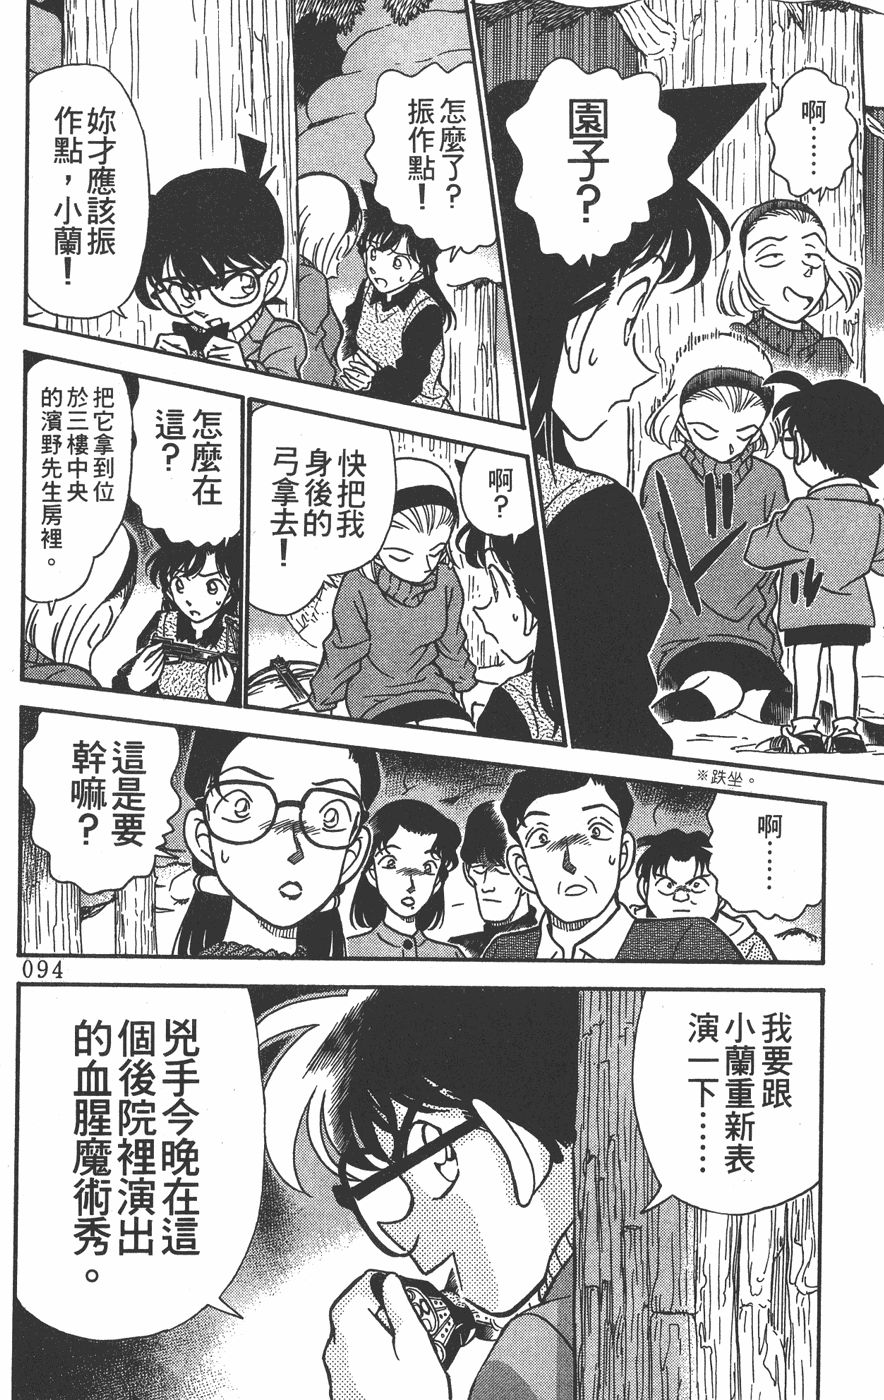 啊……
園子？
怎麼了？
振作點！
妳才應該振
作點，小蘭！
ドル
※跌坐。
啊？
快把我
身後的
弓拿去！
怎麼在
這？
把它拿到位
於三樓中央
的濱野先生房裡。
啊……
這是要
幹嘛？
094
我要跟
小蘭重新表
演一下……
兇手今晚在這
個後院裡演出
的血腥魔術秀。